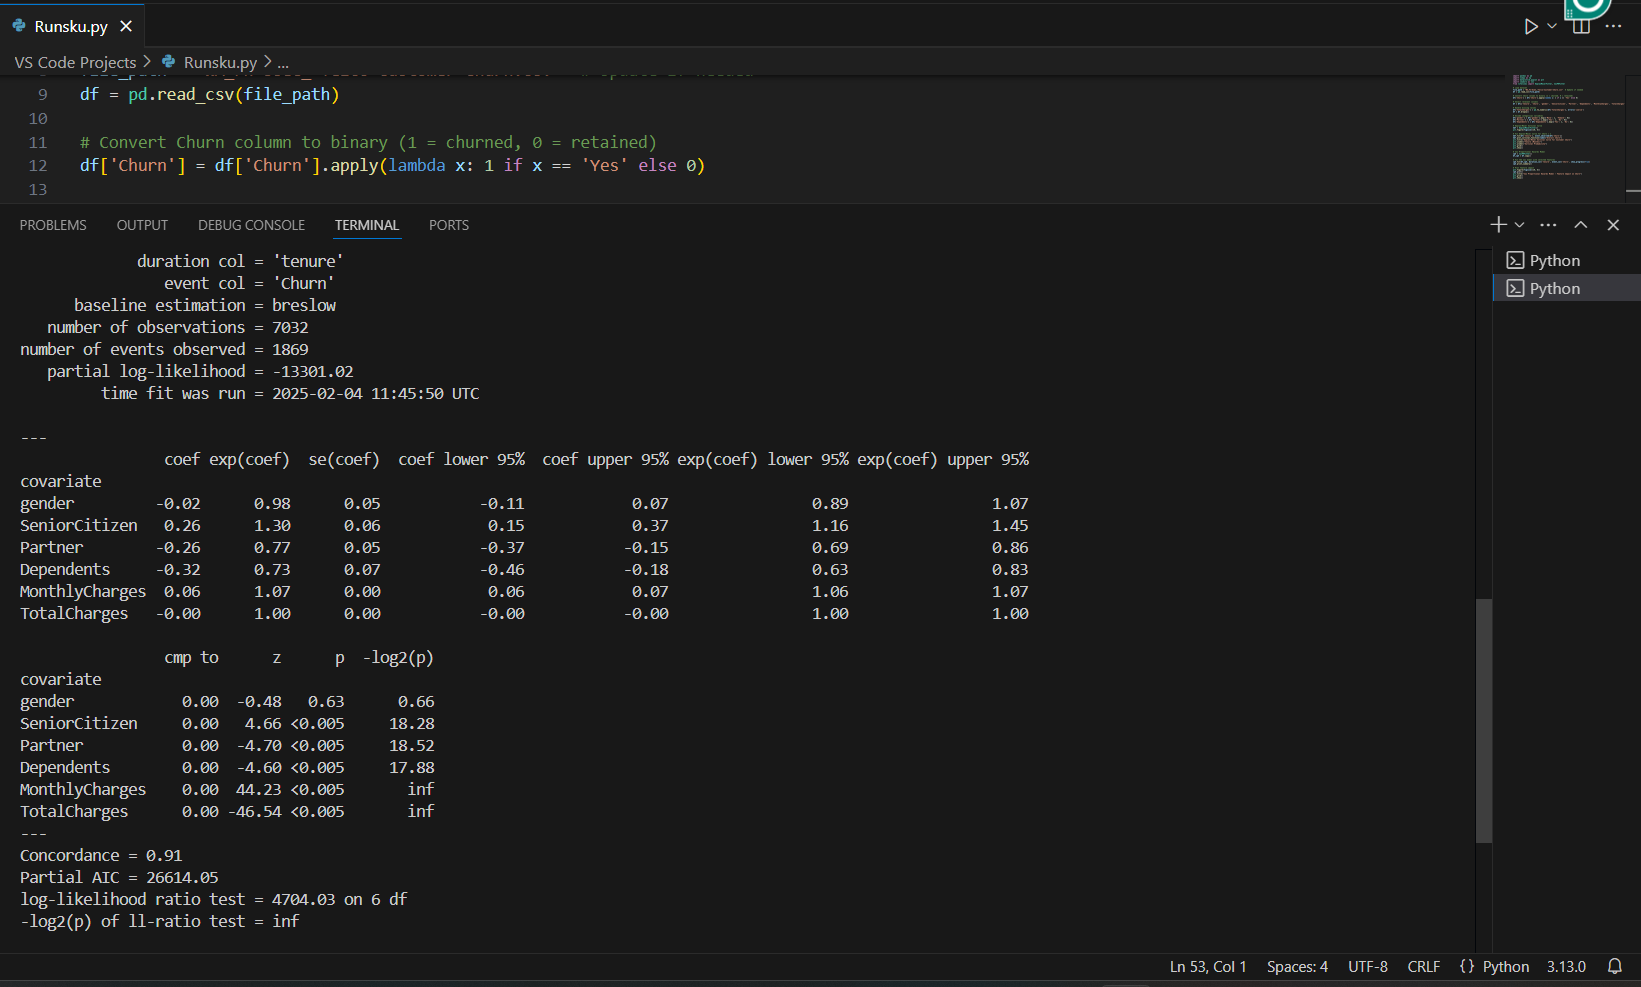 Runsku.py
VS Code Projects > Runsku.py > ...
9 df = pd.read_csv(file_path)
10
11 # Convert Churn column to binary (1 = churned, 0 = retained)
12 df['Churn'] = df['Churn'].apply(lambda x: 1 if x == 'Yes' else 0)
13
PROBLEMS OUTPUT DEBUG CONSOLE TERMINAL PORTS
Python
Python
duration col = 'tenure'
event col = 'Churn'
baseline estimation = breslow
number of observations = 7032
number of events observed = 1869
partial log-likelihood = -13301.02
time fit was run = 2025-02-04 11:45:50 UTC
---
coef exp(coef) se(coef) coef lower 95% coef upper 95% exp(coef) lower 95% exp(coef) upper 95%
covariate
gender -0.02 0.98 0.05 -0.11 0.07 0.89 1.07
SeniorCitizen 0.26 1.30 0.06 0.15 0.37 1.16 1.45
Partner -0.26 0.77 0.05 -0.37 -0.15 0.69 0.86
Dependents -0.32 0.73 0.07 -0.46 -0.18 0.63 0.83
MonthlyCharges 0.06 1.07 0.00 0.06 0.07 1.06 1.07
TotalCharges -0.00 1.00 0.00 -0.00 -0.00 1.00 1.00
cmp to z p -log2(p)
covariate
gender 0.00 -0.48 0.63 0.66
SeniorCitizen 0.00 4.66 <0.005 18.28
Partner 0.00 -4.70 <0.005 18.52
Dependents 0.00 -4.60 <0.005 17.88
MonthlyCharges 0.00 44.23 <0.005 inf
TotalCharges 0.00 -46.54 <0.005 inf
---
Concordance = 0.91
Partial AIC = 26614.05
log-likelihood ratio test = 4704.03 on 6 df
-log2(p) of ll-ratio test = inf
Ln 53, Col 1 Spaces: 4 UTF-8 CRLF {} Python 3.13.0